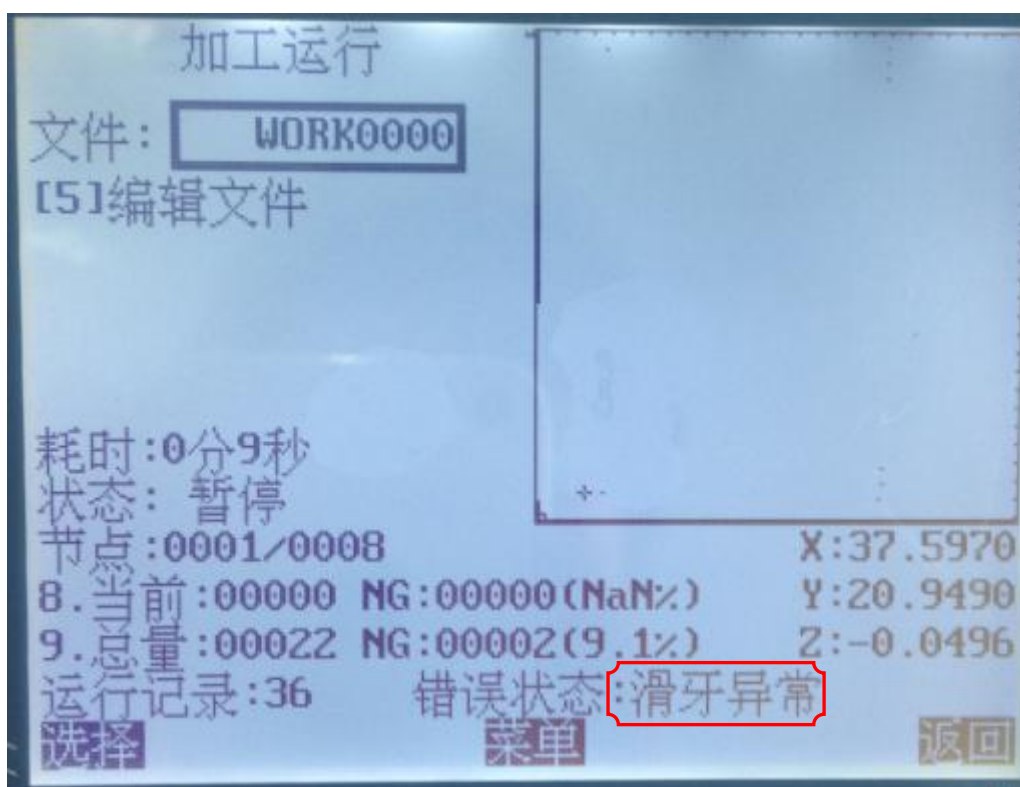 加工运行
文件: WORK0000
[5]编辑文件
耗时:0分9秒
状态: 暂停
节点:0001/0008 X:37.5970
8.当前:00000 NG:00000(NaN%) Y:20.9490
9.总量:00022 NG:00002(9.1%) Z:-0.0496
运行记录:36 错误状态:滑牙异常
选择 菜单 返回